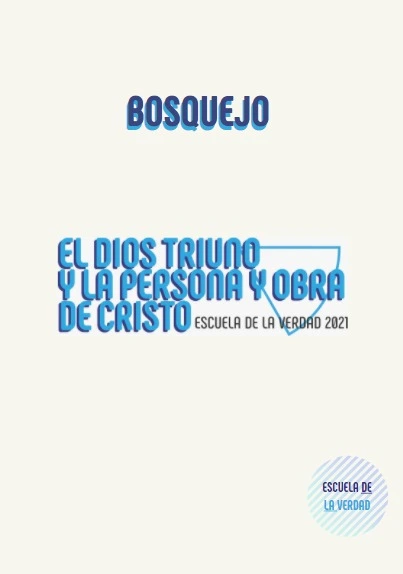 BOSQUEJO
EL DIOS TRIUNO
Y LA PERSONA Y OBRA
DE CRISTO ESCUELA DE LA VERDAD 2021
ESCUELA DE
LA VERDAD